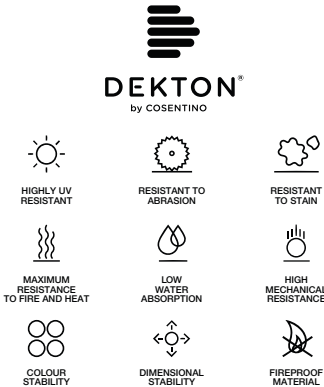 DEKTON®
by COSENTINO
HIGHLY UV
RESISTANT
RESISTANT TO
ABRASION
RESISTANT
TO STAIN
MAXIMUM
RESISTANCE
TO FIRE AND HEAT
LOW
WATER
ABSORPTION
HIGH
MECHANICAL
RESISTANCE
COLOUR
STABILITY
DIMENSIONAL
STABILITY
FIREPROOF
MATERIAL